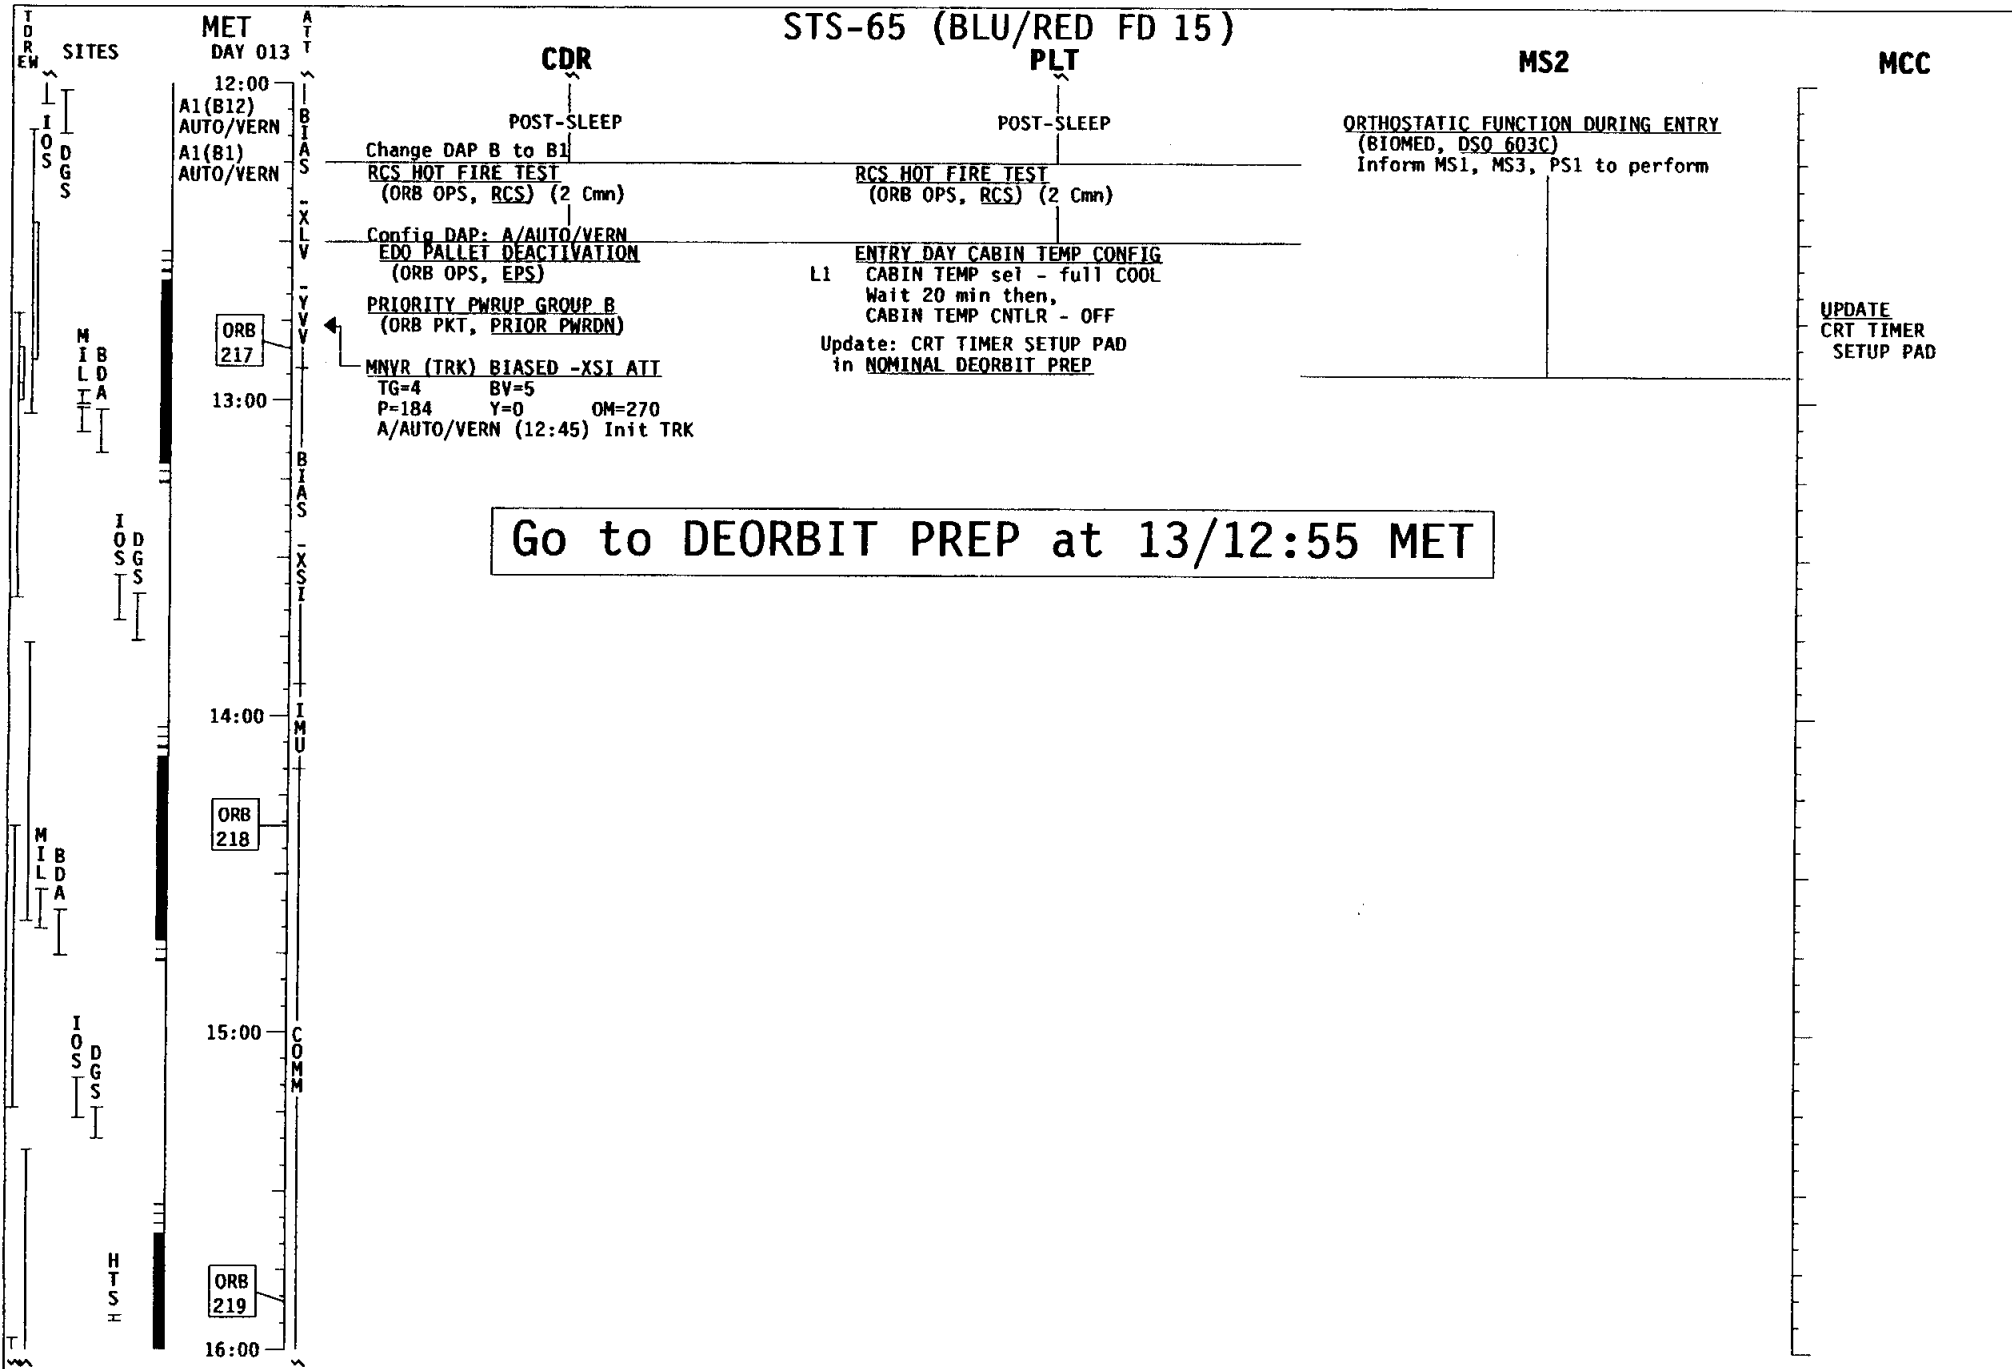 STS-65 (BLU/RED FD 15)
TDREW
SITES
MET
DAY 013
ATT
CDR
PLT
MS2
MCC
12:00
A1(B12)
AUTO/VERN
A1(B1)
AUTO/VERN
IOS
DGS
BIAS -XLV -YVV
POST-SLEEP
Change DAP B to B1
RCS HOT FIRE TEST
(ORB OPS, RCS) (2 Cmn)
Config DAP: A/AUTO/VERN
EDO PALLET DEACTIVATION
(ORB OPS, EPS)
PRIORITY PWRUP GROUP B
(ORB PKT, PRIOR PWRDN)
MNVR (TRK) BIASED -XSI ATT
TG=4 BV=5
P=184 Y=0 OM=270
A/AUTO/VERN (12:45) Init TRK
POST-SLEEP
RCS HOT FIRE TEST
(ORB OPS, RCS) (2 Cmn)
ENTRY DAY CABIN TEMP CONFIG
L1 CABIN TEMP sel - full COOL
Wait 20 min then,
CABIN TEMP CNTLR - OFF
Update: CRT TIMER SETUP PAD
in NOMINAL DEORBIT PREP
ORTHOSTATIC FUNCTION DURING ENTRY
(BIOMED, DSO 603C)
Inform MS1, MS3, PS1 to perform
UPDATE
CRT TIMER
SETUP PAD
ORB
217
MIL
BDA
13:00
BIAS -XSI
Go to DEORBIT PREP at 13/12:55 MET
IOS
DGS
14:00
IMU
ORB
218
MIL
BDA
15:00
COMM
IOS
DGS
HTS
ORB
219
16:00